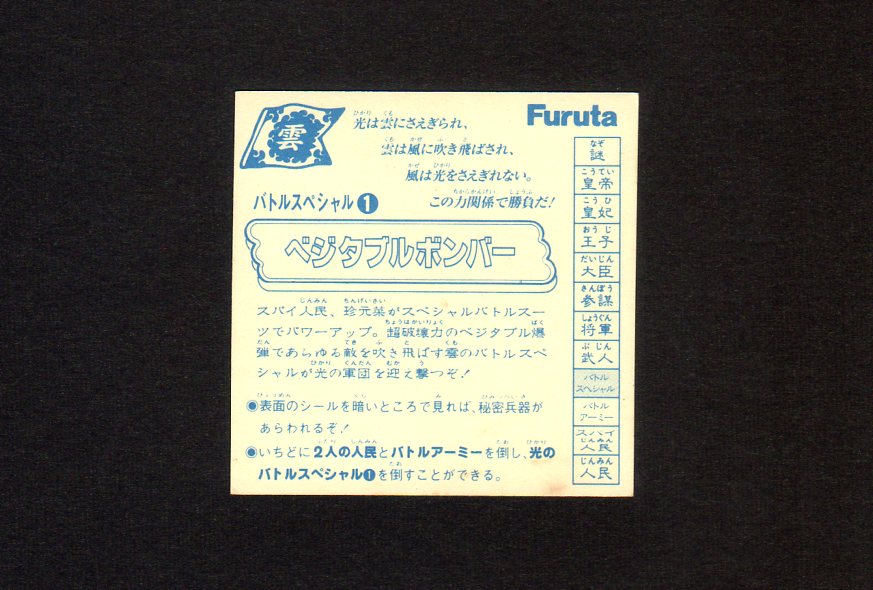 雲
光は雲にさえぎられ、
雲は風に吹き飛ばされ、
風は光をさえぎれない。
この力関係で勝負だ!
Furuta
バトルスペシャル❶
ベジタブルボンバー
スパイ人民、珍元菜がスペシャルバトルスー
ツでパワーアップ。超破壊力のベジタブル爆
弾であらゆる敵を吹き飛ばす雲のバトルスペ
シャルが光の軍団を迎え撃つぞ!
◉表面のシールを暗いところで見れば、秘密兵器が
あらわれるぞ!
◉いちどに2人の人民とバトルアーミーを倒し、光の
バトルスペシャル❶を倒すことができる。
謎
皇帝
皇妃
王子
大臣
参謀
将軍
武人
バトル
スペシャル
バトル
アーミー
スパイ
人民
人民